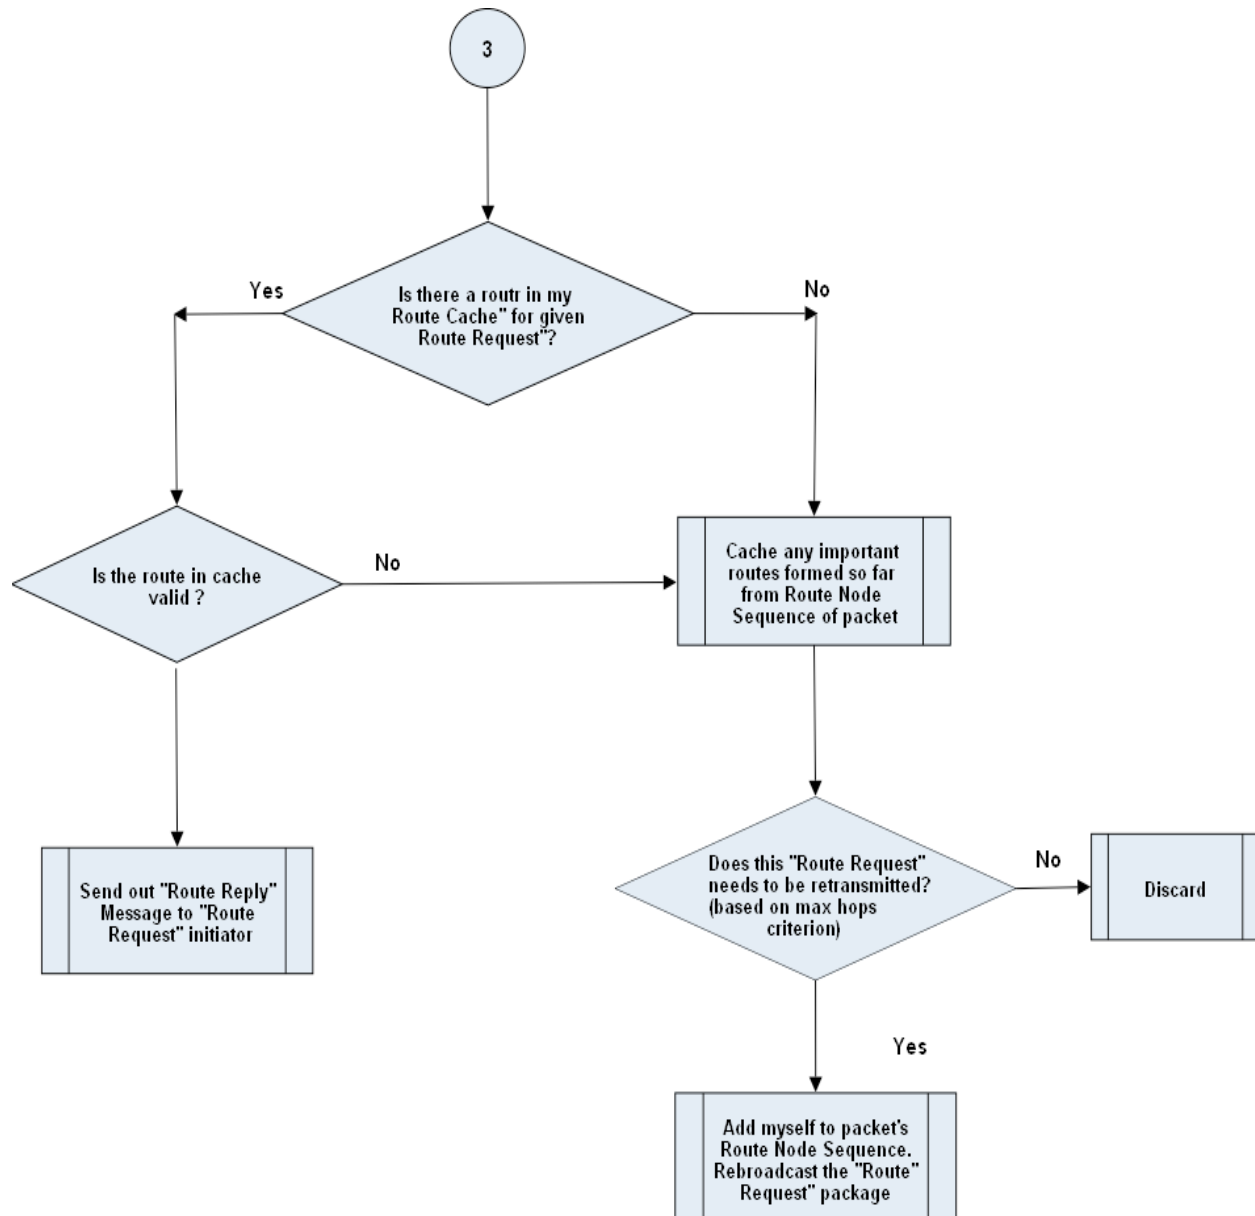 3
Is there a routr in my
Route Cache" for given
Route Request"?
Yes
No
Is the route in cache
valid ?
No
Cache any important
routes formed so far
from Route Node
Sequence of packet
Send out "Route Reply"
Message to "Route
Request" initiator
Does this "Route Request"
needs to be retransmitted?
(based on max hops
criterion)
No
Discard
Yes
Add myself to packet's
Route Node Sequence.
Rebroadcast the "Route"
Request" package